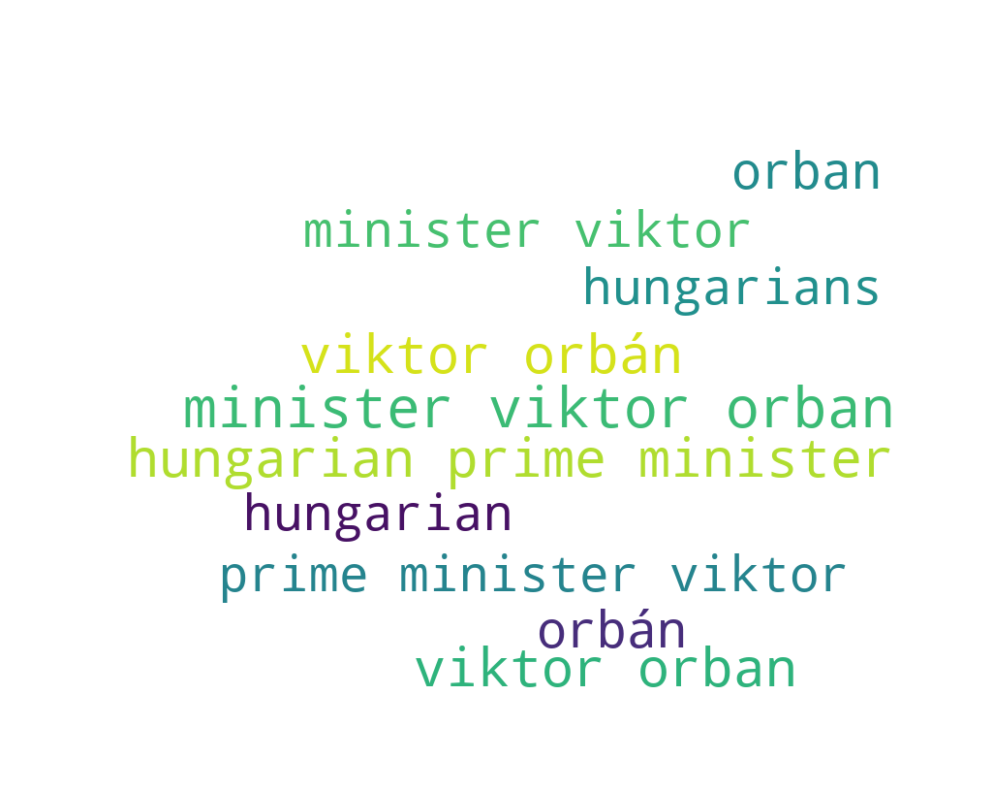 orban
minister viktor
hungarians
viktor orbán
minister viktor orban
hungarian prime minister
hungarian
prime minister viktor
orbán
viktor orban